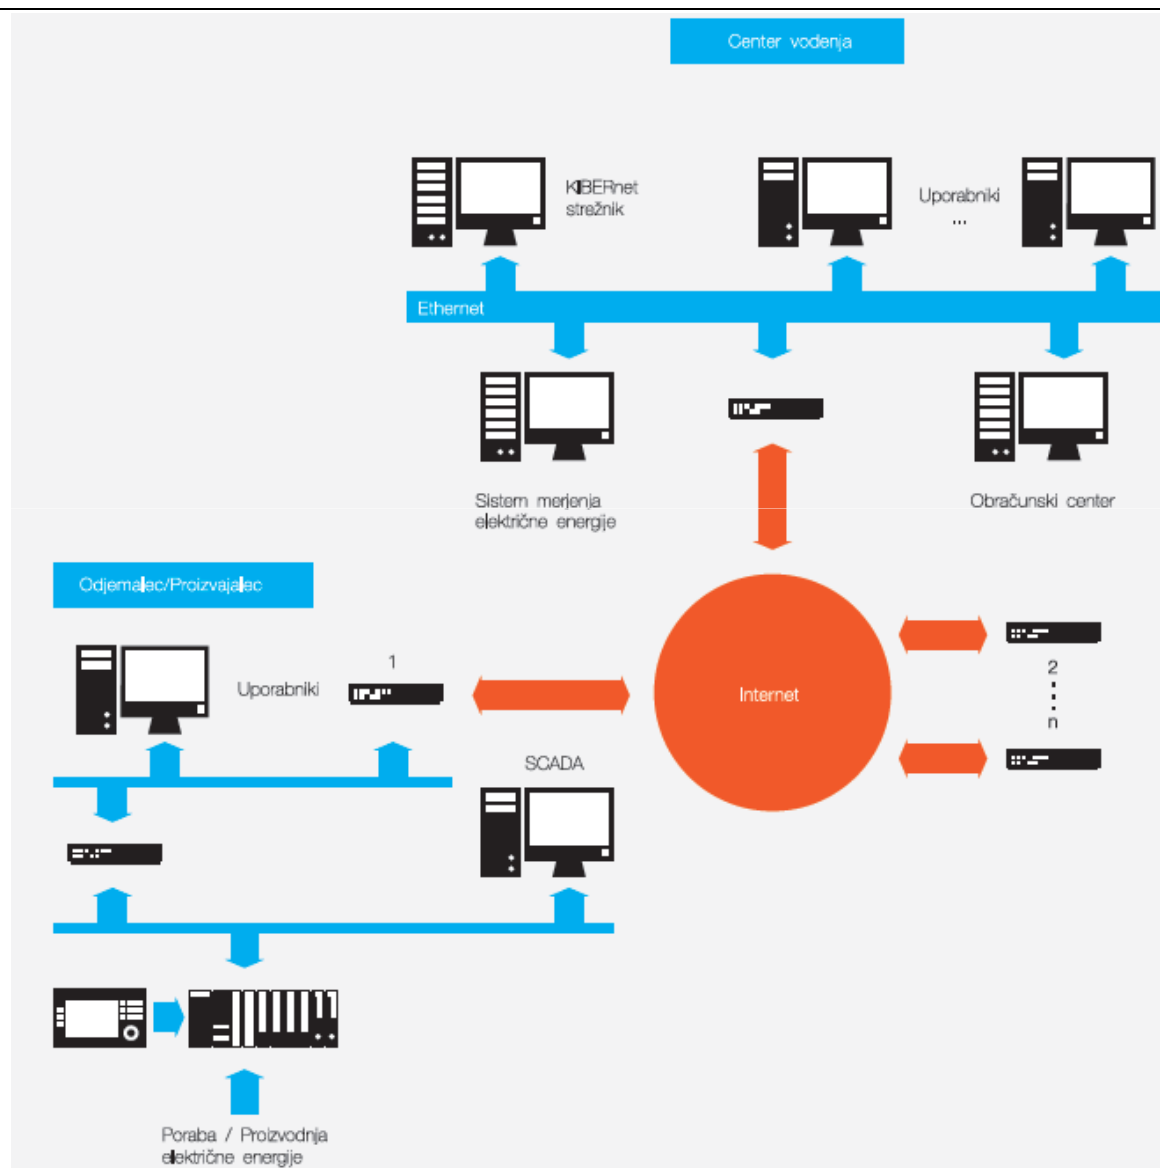 Center vodenja
KIBERnet
strežnik
Uporabniki
...
Ethernet
Sistem merjenja
električne energije
Obračunski center
Odjemalec/Proizvajalec
Uporabniki
1
Internet
2
n
SCADA
Poraba / Proizvodnja
električne energije